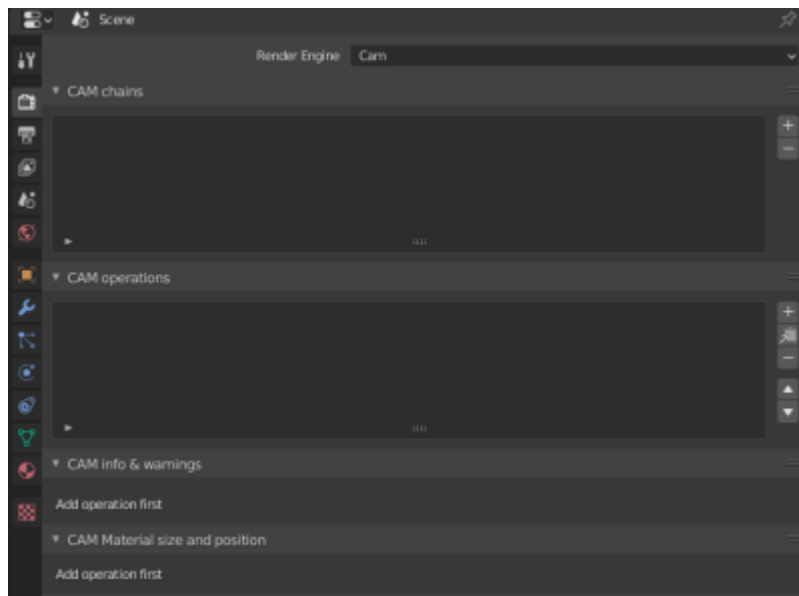 Scene
Render Engine Cam
CAM chains
CAM operations
CAM info & warnings
Add operation first
CAM Material size and position
Add operation first